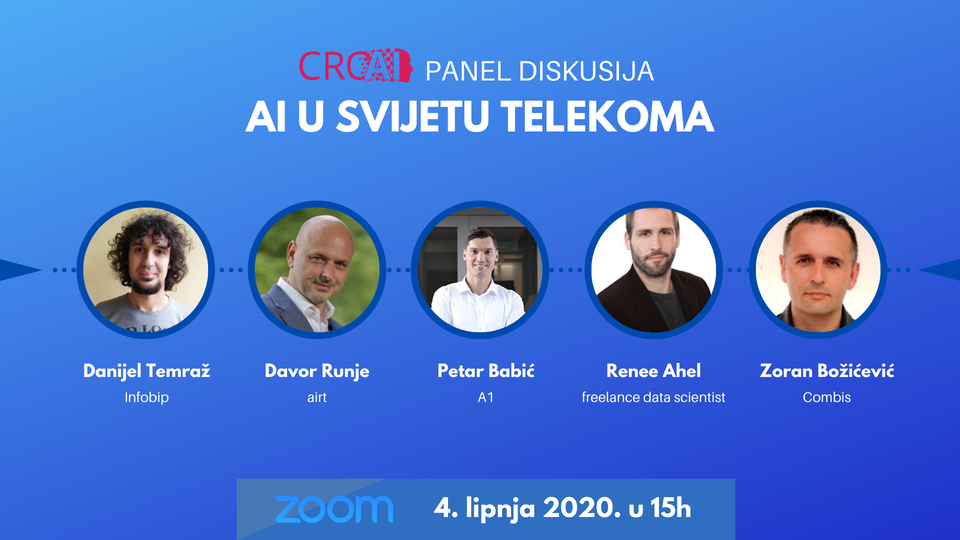 CROAI PANEL DISKUSIJA
AI U SVIJETU TELEKOMA
Danijel Temraž
Infobip
Davor Runje
airt
Petar Babić
A1
Renee Ahel
freelance data scientist
Zoran Božićević
Combis
zoom 4. lipnja 2020. u 15h